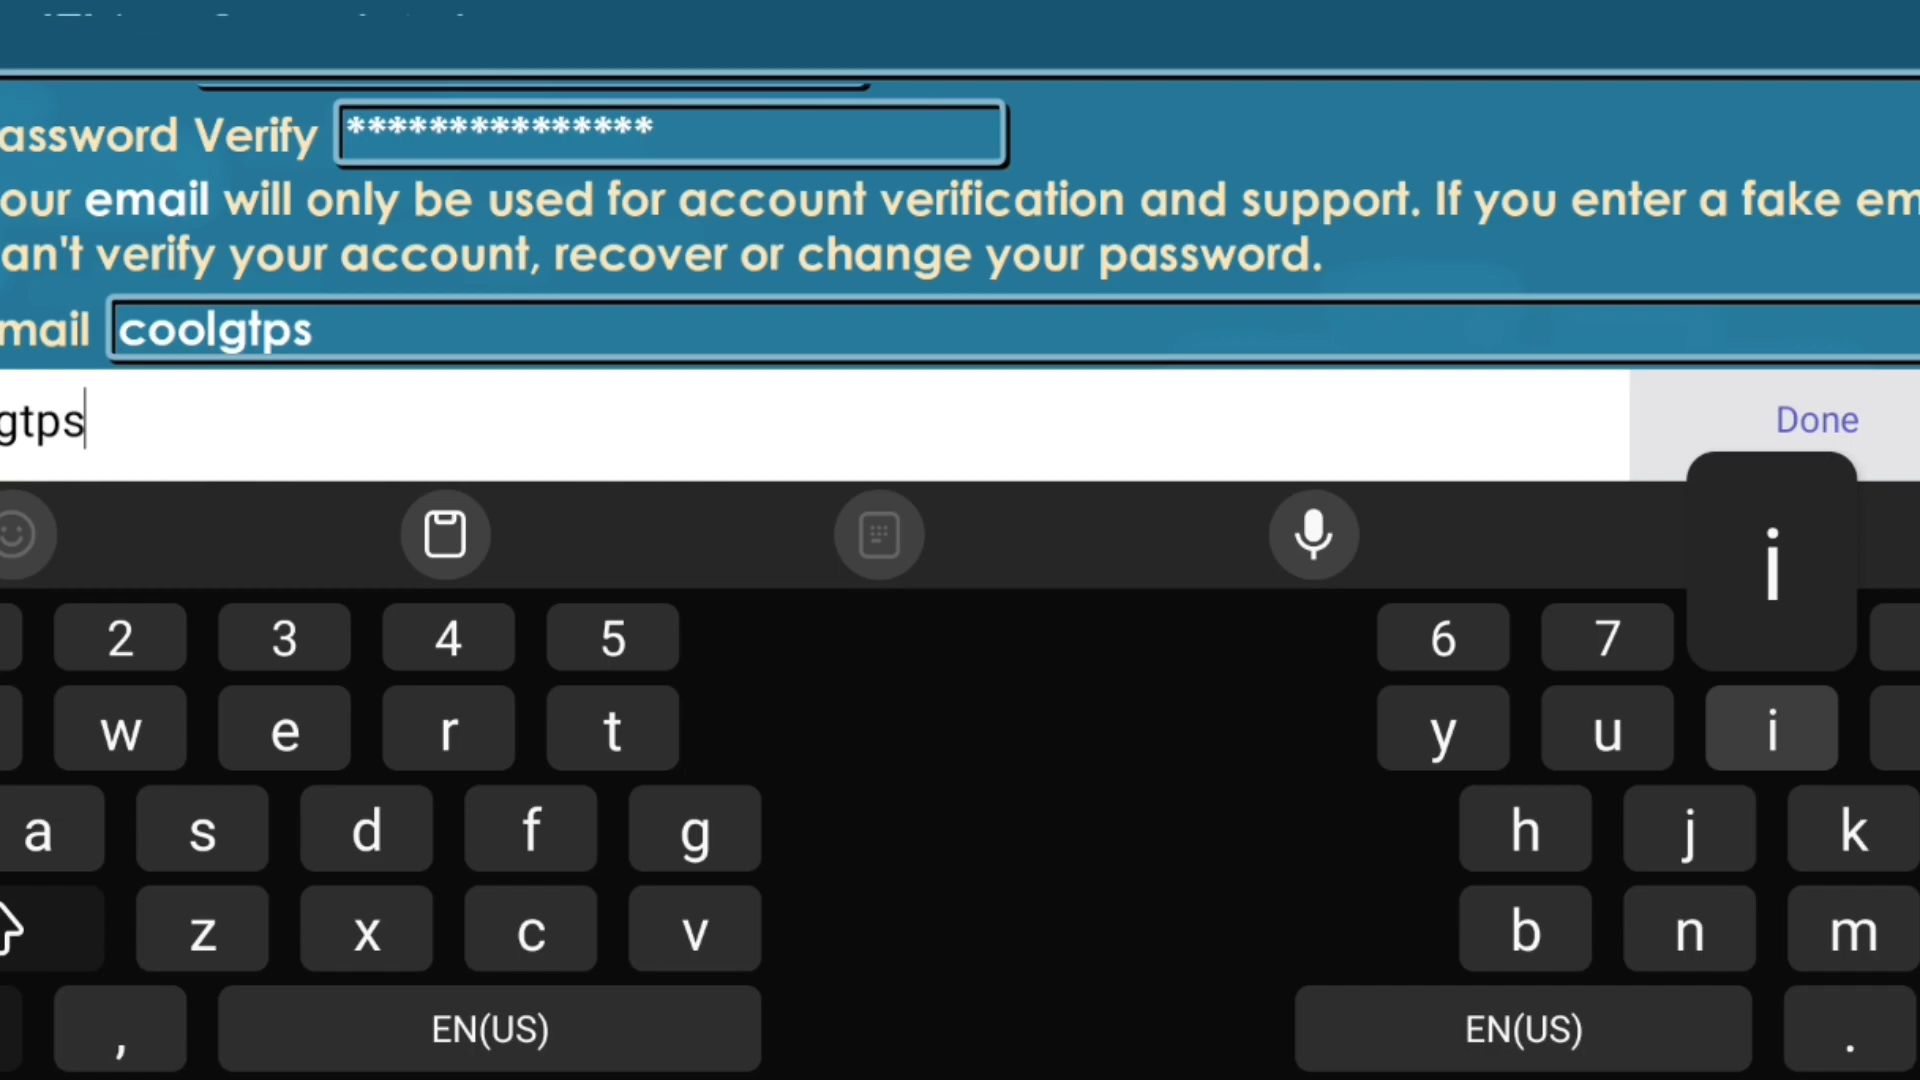 assword Verify ***************
our email will only be used for account verification and support. If you enter a fake em
an't verify your account, recover or change your password.
mail coolgtps
gtps
Done
i
2 3 4 5 6 7
w e r t y u i
a s d f g h j k
z x c v b n m
, EN(US) EN(US) .